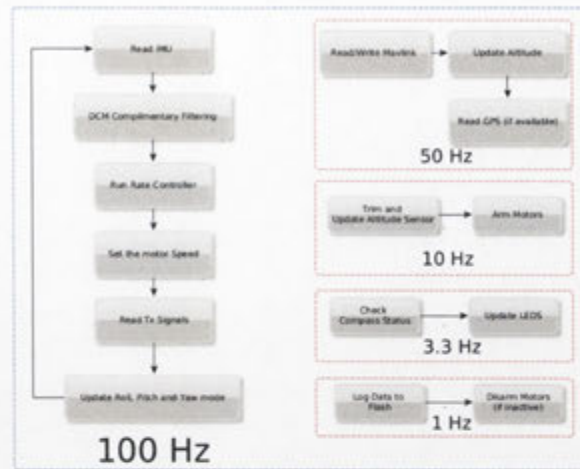 Read IMU
DCM Complimentary Filtering
Run Rate Controller
Set the motor Speed
Read Tx Signals
Update Roll, Pitch and Yaw mode
100 Hz
Read/Write Mavlink
Update Altitude
Read GPS (if available)
50 Hz
Trim and
Update Altitude Sensor
Arm Motors
10 Hz
Check
Compass Status
Update LEDS
3.3 Hz
Log Data to
Flash
Disarm Motors
(if inactive)
1 Hz